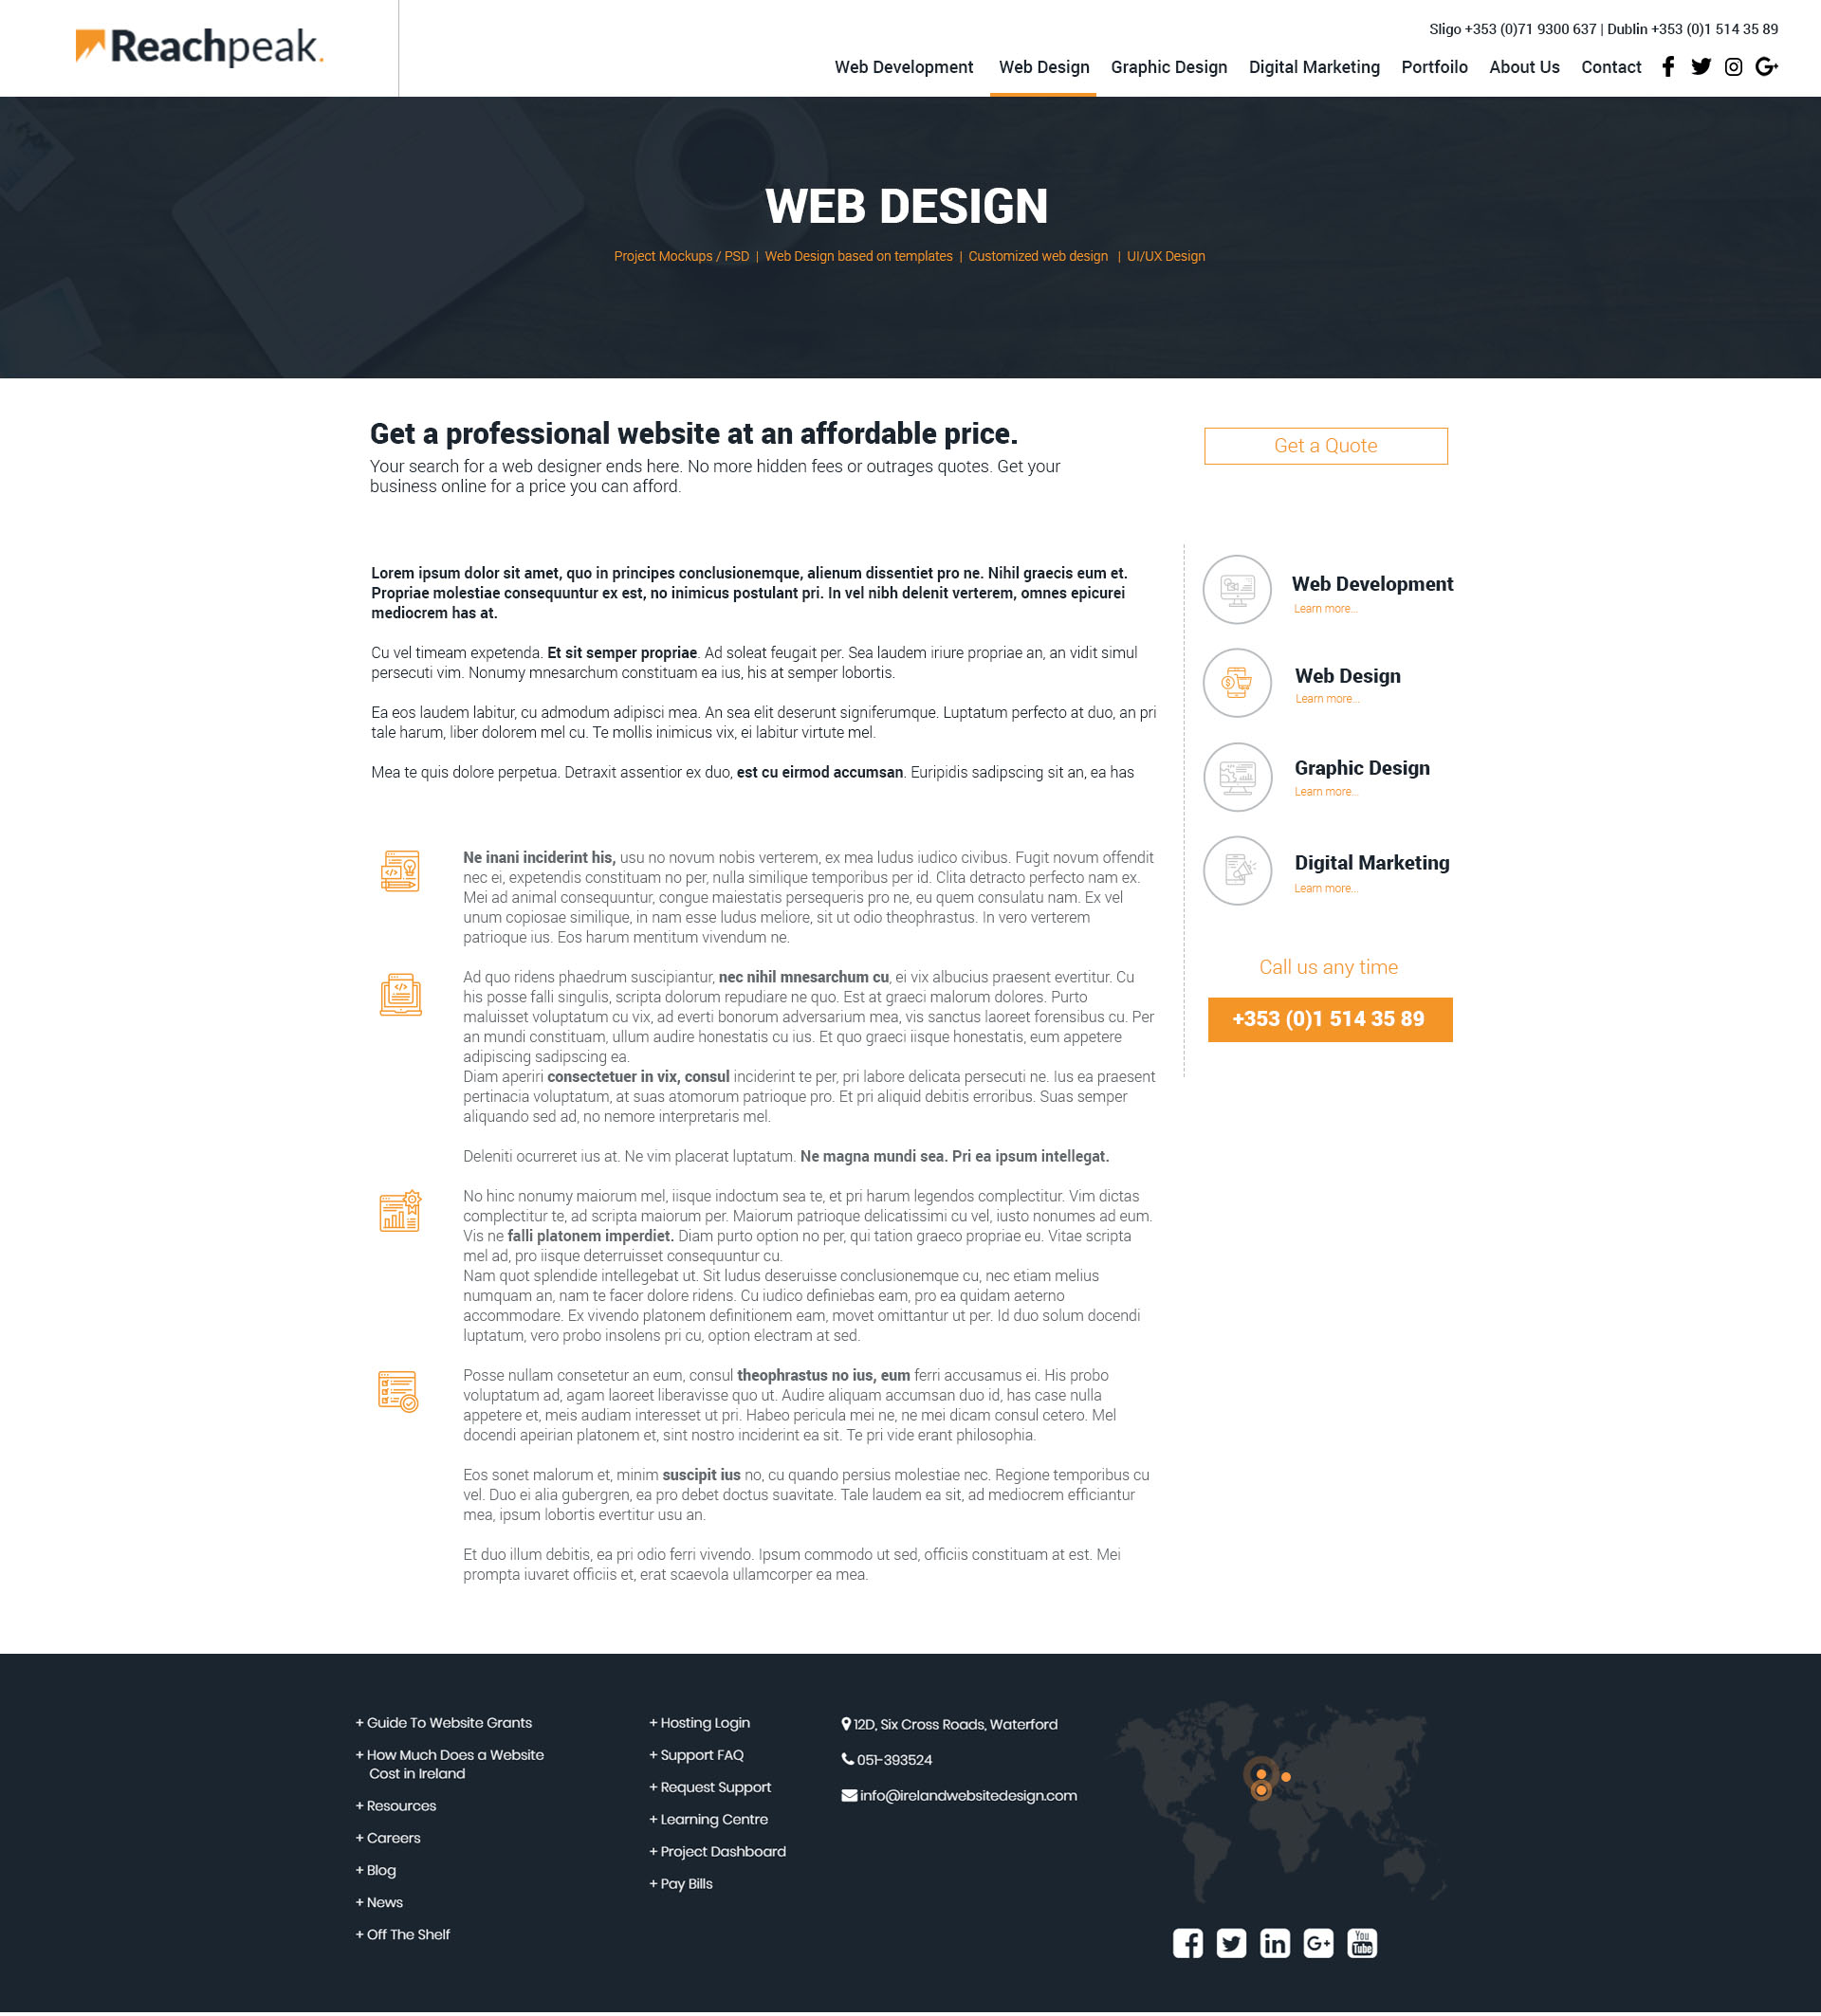 Reachpeak.
Sligo +353 (0)71 9300 637 | Dublin +353 (0)1 514 35 89
Web Development Web Design Graphic Design Digital Marketing Portfoilo About Us Contact
WEB DESIGN
Project Mockups / PSD | Web Design based on templates | Customized web design | UI/UX Design
Get a professional website at an affordable price.
Your search for a web designer ends here. No more hidden fees or outrages quotes. Get your
business online for a price you can afford.
Get a Quote
Lorem ipsum dolor sit amet, quo in principes conclusionemque, alienum dissentiet pro ne. Nihil graecis eum et.
Propriae molestiae consequuntur ex est, no inimicus postulant pri. In vel nibh delenit verterem, omnes epicurei
mediocrem has at.
Cu vel timeam expetenda. Et sit semper propriae. Ad soleat feugait per. Sea laudem iriure propriae an, an vidit simul
persecuti vim. Nonumy mnesarchum constituam ea ius, his at semper lobortis.
Ea eos laudem labitur, cu admodum adipisci mea. An sea elit deserunt signiferumque. Luptatum perfecto at duo, an pri
tale harum, liber dolorem mel cu. Te mollis inimicus vix, ei labitur virtute mel.
Mea te quis dolore perpetua. Detraxit assentior ex duo, est cu eirmod accumsan. Euripidis sadipscing sit an, ea has
Ne inani inciderint his, usu no novum nobis verterem, ex mea ludus iudico civibus. Fugit novum offendit
nec ei, expetendis constituam no per, nulla similique temporibus per id. Clita detracto perfecto nam ex.
Mei ad animal consequuntur, congue maiestatis persequeris pro ne, eu quem consulatu nam. Ex vel
unum copiosae similique, in nam esse ludus meliore, sit ut odio theophrastus. In vero verterem
patrioque ius. Eos harum mentitum vivendum ne.
Ad quo ridens phaedrum suscipiantur, nec nihil mnesarchum cu, ei vix albucius praesent evertitur. Cu
his posse falli singulis, scripta dolorum repudiare ne quo. Est at graeci malorum dolores. Purto
maluisset voluptatum cu vix, ad everti bonorum adversarium mea, vis sanctus laoreet forensibus cu. Per
an mundi constituam, ullum audire honestatis cu ius. Et quo graeci iisque honestatis, eum appetere
adipiscing sadipscing ea.
Diam aperiri consectetuer in vix, consul inciderint te per, pri labore delicata persecuti ne. Ius ea praesent
pertinacia voluptatum, at suas atomorum patrioque pro. Et pri aliquid debitis erroribus. Suas semper
aliquando sed ad, no nemore interpretaris mel.
Deleniti ocurreret ius at. Ne vim placerat luptatum. Ne magna mundi sea. Pri ea ipsum intellegat.
No hinc nonumy maiorum mel, iisque indoctum sea te, et pri harum legendos complectitur. Vim dictas
complectitur te, ad scripta maiorum per. Maiorum patrioque delicatissimi cu vel, iusto nonumes ad eum.
Vis ne falli platonem imperdiet. Diam purto option no per, qui tation graeco propriae eu. Vitae scripta
mel ad, pro iisque deterruisset consequuntur cu.
Nam quot splendide intellegebat ut. Sit ludus deseruisse conclusionemque cu, nec etiam melius
numquam an, nam te facer dolore ridens. Cu iudico definiebas eam, pro ea quidam aeterno
accommodare. Ex vivendo platonem definitionem eam, movet omittantur ut per. Id duo solum docendi
luptatum, vero probo insolens pri cu, option electram at sed.
Posse nullam consetetur an eum, consul theophrastus no ius, eum ferri accusamus ei. His probo
voluptatum ad, agam laoreet liberavisse quo ut. Audire aliquam accumsan duo id, has case nulla
appetere et, meis audiam interesset ut pri. Habeo pericula mei ne, ne mei dicam consul cetero. Mel
docendi apeirian platonem et, sint nostro inciderint ea sit. Te pri vide erant philosophia.
Eos sonet malorum et, minim suscipit ius no, cu quando persius molestiae nec. Regione temporibus cu
vel. Duo ei alia gubergren, ea pro debet doctus suavitate. Tale laudem ea sit, ad mediocrem efficiantur
mea, ipsum lobortis evertitur usu an.
Et duo illum debitis, ea pri odio ferri vivendo. Ipsum commodo ut sed, officiis constituam at est. Mei
prompta iuvaret officiis et, erat scaevola ullamcorper ea mea.
Web Development
Learn more...
Web Design
Learn more...
Graphic Design
Learn more...
Digital Marketing
Learn more...
Call us any time
+353 (0)1 514 35 89
+ Guide To Website Grants
+ How Much Does a Website
Cost in Ireland
+ Resources
+ Careers
+ Blog
+ News
+ Off The Shelf
+ Hosting Login
+ Support FAQ
+ Request Support
+ Learning Centre
+ Project Dashboard
+ Pay Bills
12D, Six Cross Roads, Waterford
051-393524
info@irelandwebsitedesign.com
You
Tube